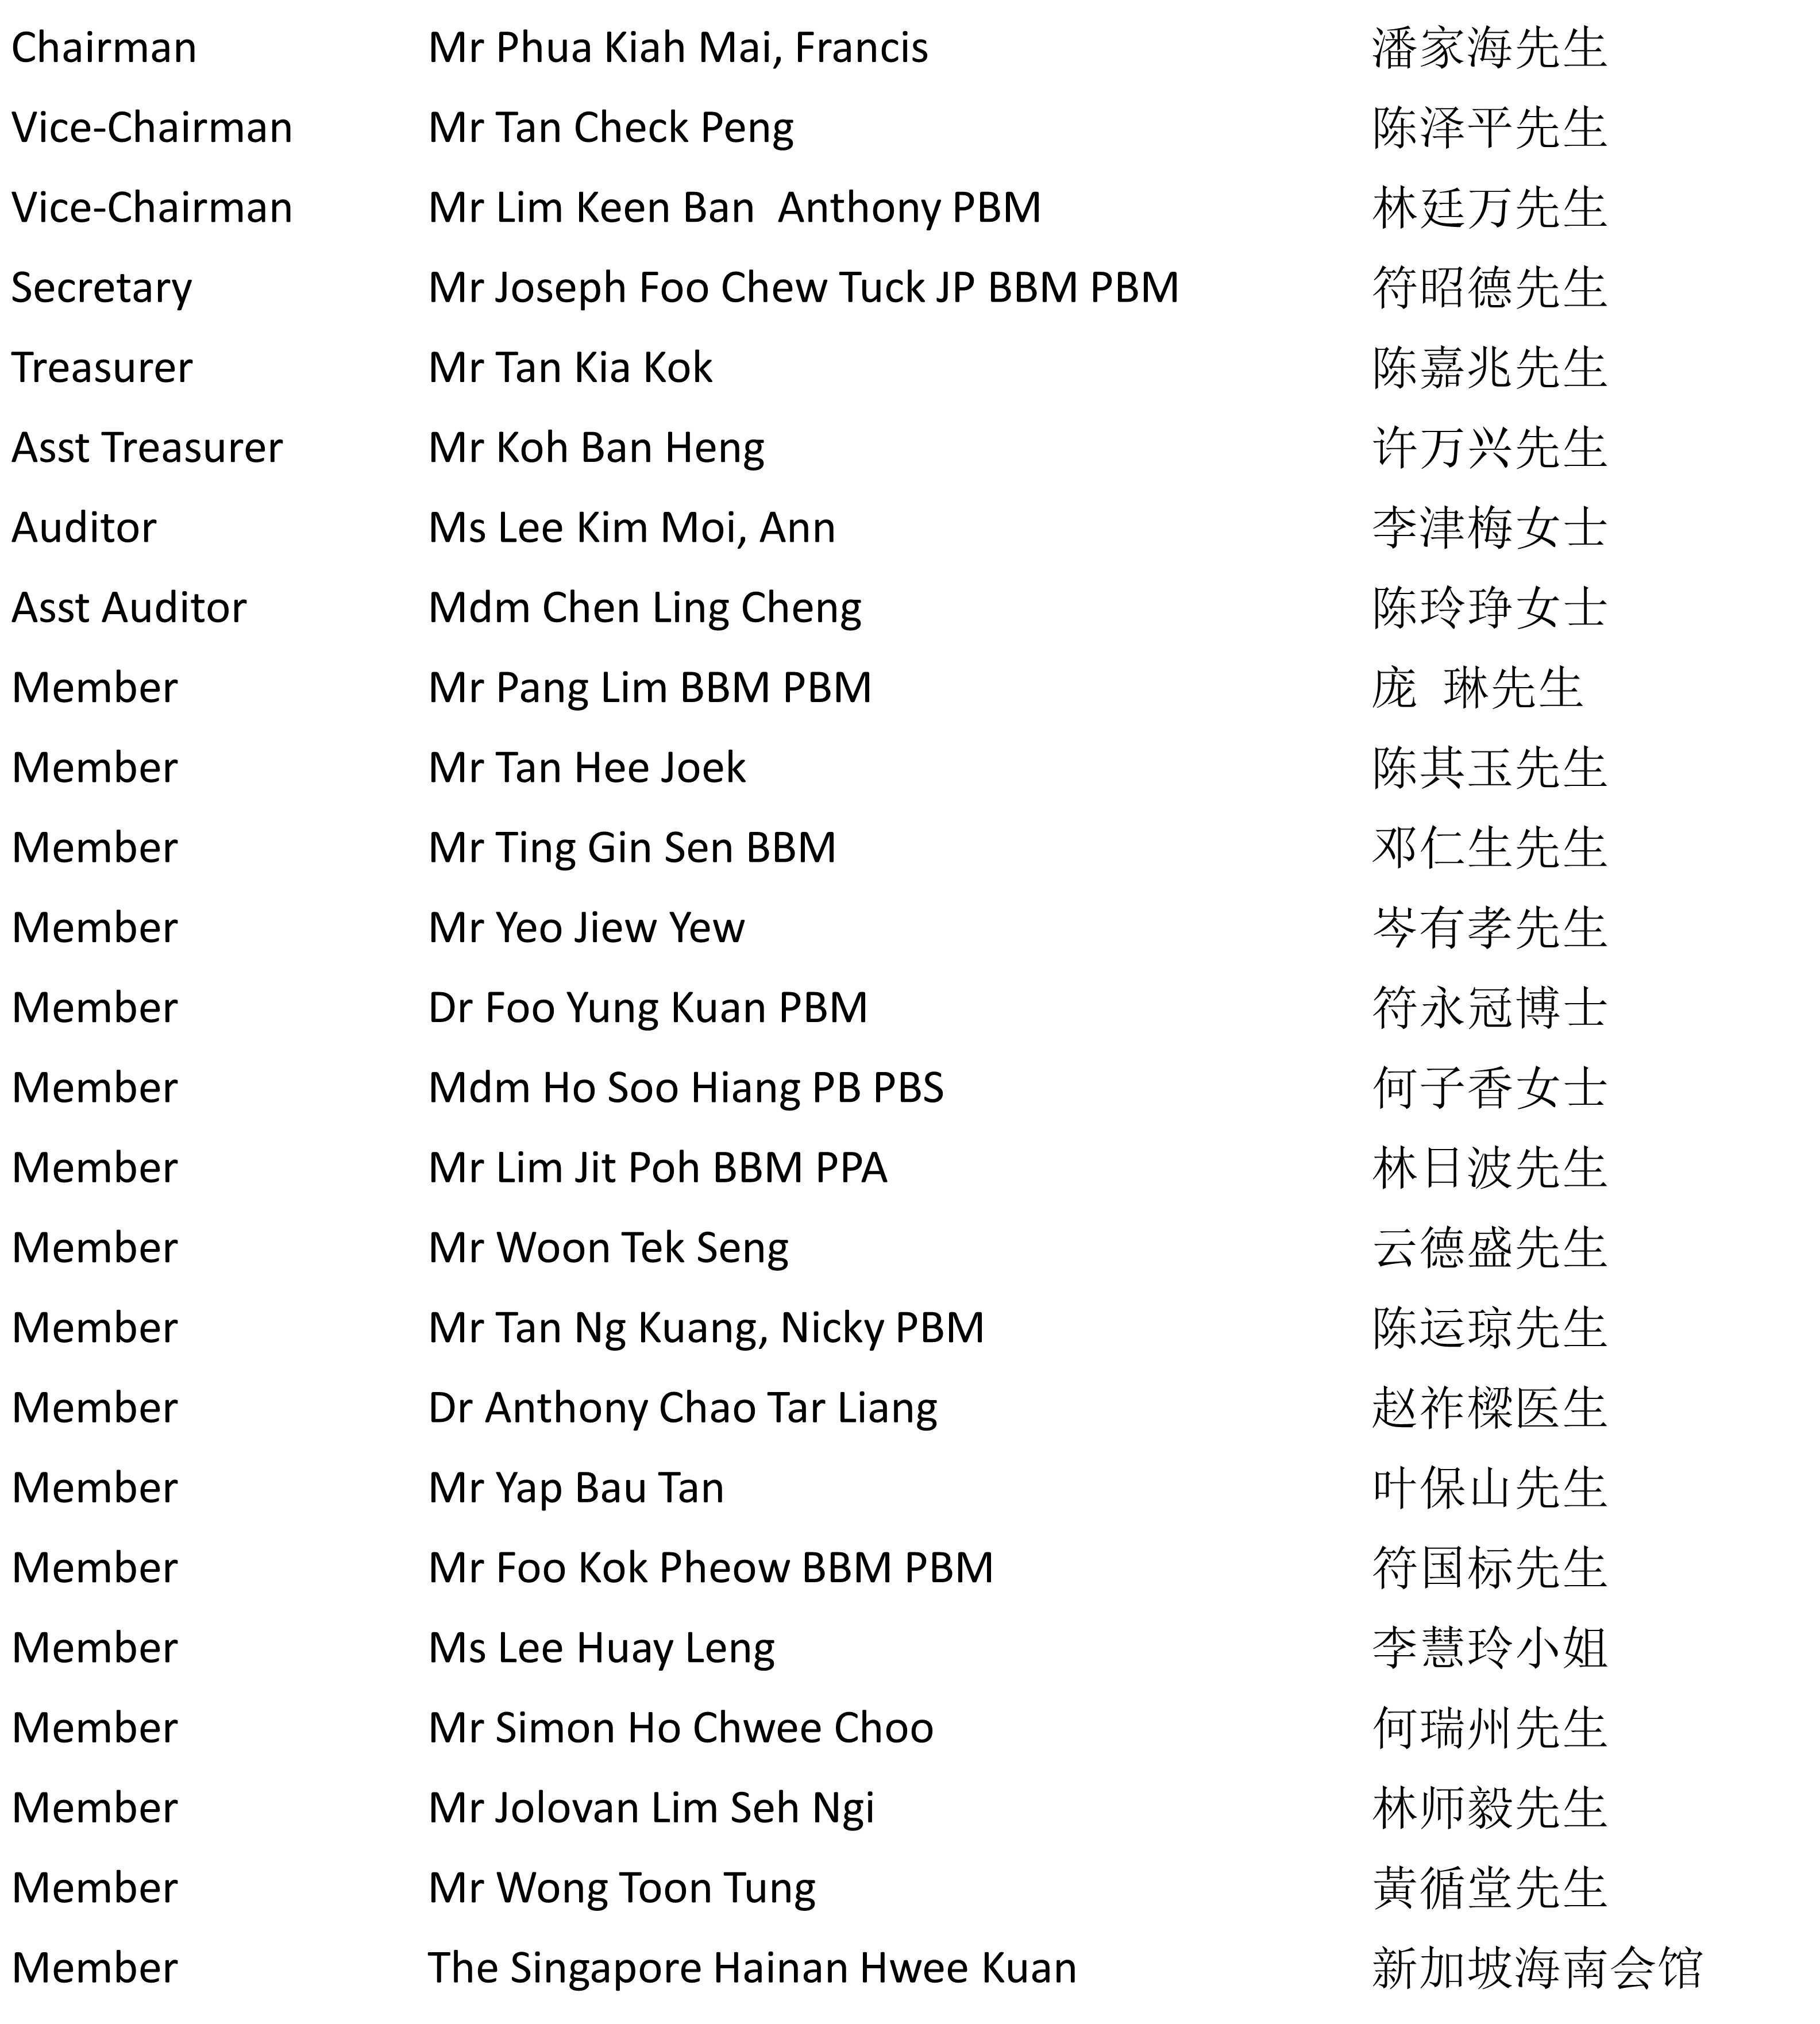 Chairman Mr Phua Kiah Mai, Francis 潘家海先生
Vice-Chairman Mr Tan Check Peng 陈泽平先生
Vice-Chairman Mr Lim Keen Ban  Anthony PBM 林廷万先生
Secretary Mr Joseph Foo Chew Tuck JP BBM PBM 符昭德先生
Treasurer Mr Tan Kia Kok 陈嘉兆先生
Asst Treasurer Mr Koh Ban Heng 许万兴先生
Auditor Ms Lee Kim Moi, Ann 李津梅女士
Asst Auditor Mdm Chen Ling Cheng 陈玲琤女士
Member Mr Pang Lim BBM PBM 庞 琳先生
Member Mr Tan Hee Joek 陈其玉先生
Member Mr Ting Gin Sen BBM 邓仁生先生
Member Mr Yeo Jiew Yew 岑有孝先生
Member Dr Foo Yung Kuan PBM 符永冠博士
Member Mdm Ho Soo Hiang PB PBS 何子香女士
Member Mr Lim Jit Poh BBM PPA 林日波先生
Member Mr Woon Tek Seng 云德盛先生
Member Mr Tan Ng Kuang, Nicky PBM 陈运琼先生
Member Dr Anthony Chao Tar Liang 赵祚樑医生
Member Mr Yap Bau Tan 叶保山先生
Member Mr Foo Kok Pheow BBM PBM 符国标先生
Member Ms Lee Huay Leng 李慧玲小姐
Member Mr Simon Ho Chwee Choo 何瑞州先生
Member Mr Jolovan Lim Seh Ngi 林师毅先生
Member Mr Wong Toon Tung 黃循堂先生
Member The Singapore Hainan Hwee Kuan 新加坡海南会馆